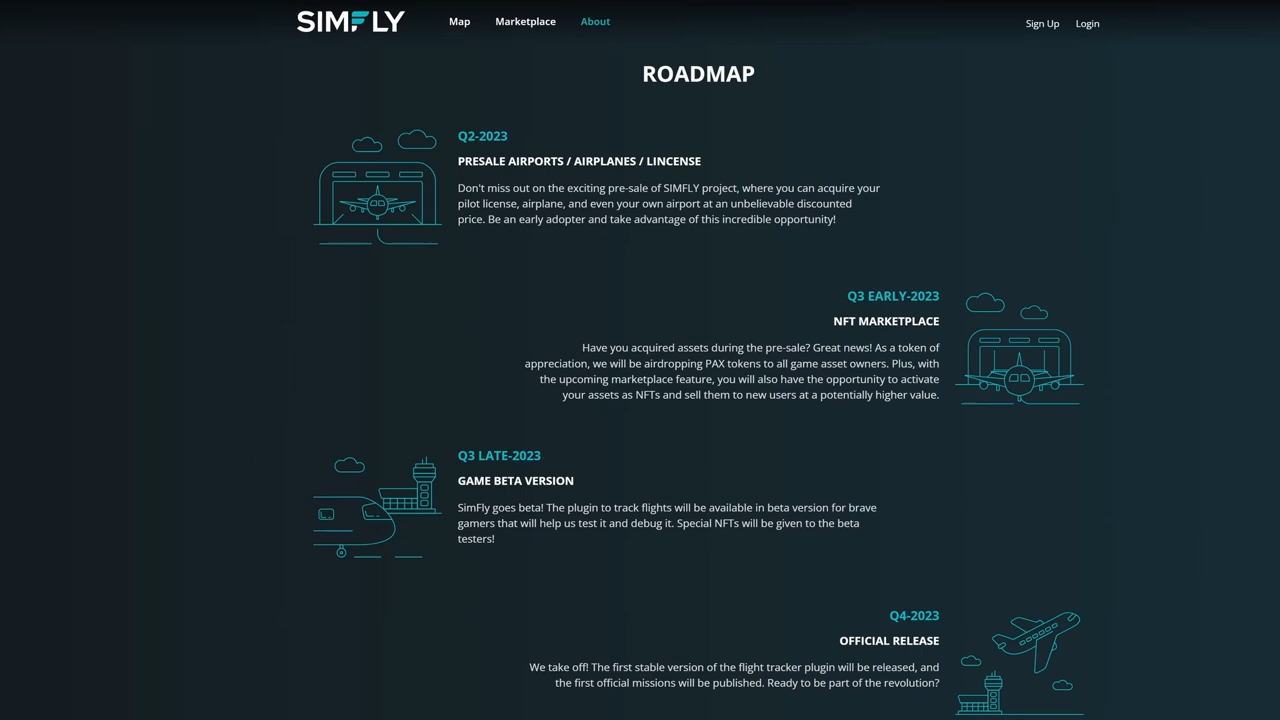 SIMFLY
Map Marketplace About
Sign Up Login
ROADMAP
Q2-2023
PRESALE AIRPORTS / AIRPLANES / LINCENSE
Don't miss out on the exciting pre-sale of SIMFLY project, where you can acquire your
pilot license, airplane, and even your own airport at an unbelievable discounted
price. Be an early adopter and take advantage of this incredible opportunity!
Q3 EARLY-2023
NFT MARKETPLACE
Have you acquired assets during the pre-sale? Great news! As a token of
appreciation, we will be airdropping PAX tokens to all game asset owners. Plus, with
the upcoming marketplace feature, you will also have the opportunity to activate
your assets as NFTs and sell them to new users at a potentially higher value.
Q3 LATE-2023
GAME BETA VERSION
SimFly goes beta! The plugin to track flights will be available in beta version for brave
gamers that will help us test it and debug it. Special NFTs will be given to the beta
testers!
Q4-2023
OFFICIAL RELEASE
We take off! The first stable version of the flight tracker plugin will be released, and
the first official missions will be published. Ready to be part of the revolution?